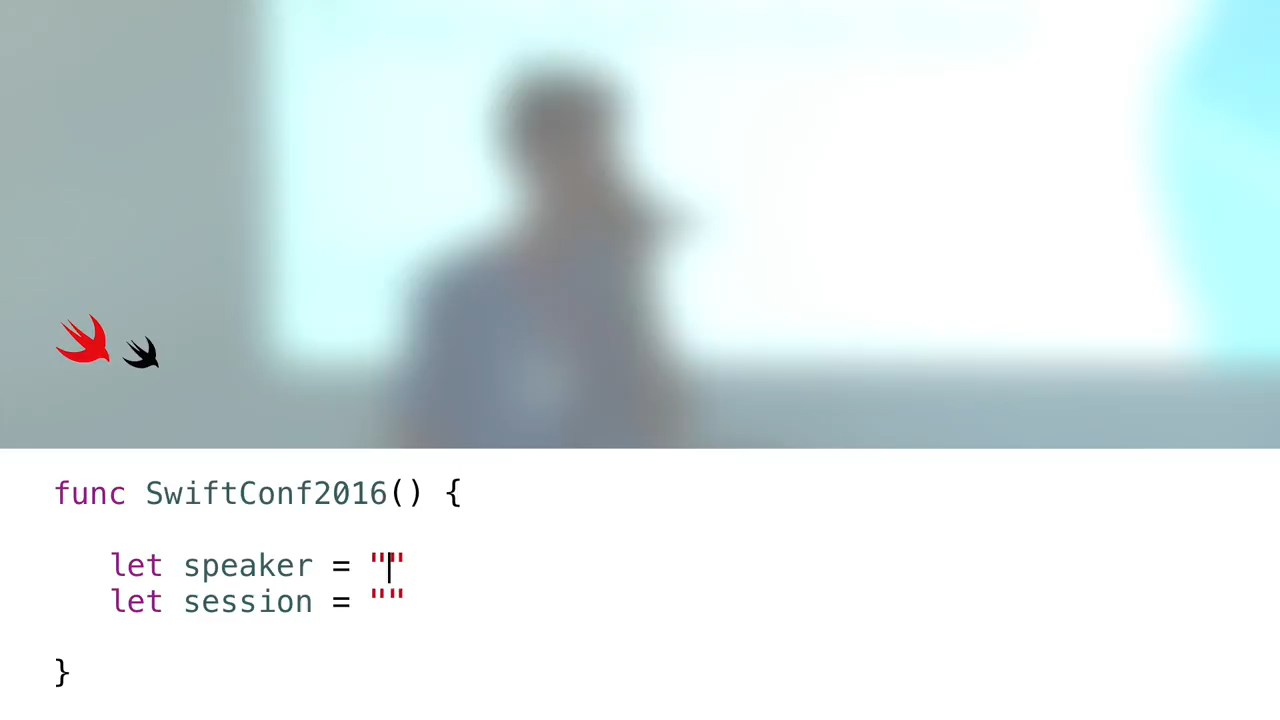 func SwiftConf2016() {
let speaker = ""
let session = ""
}